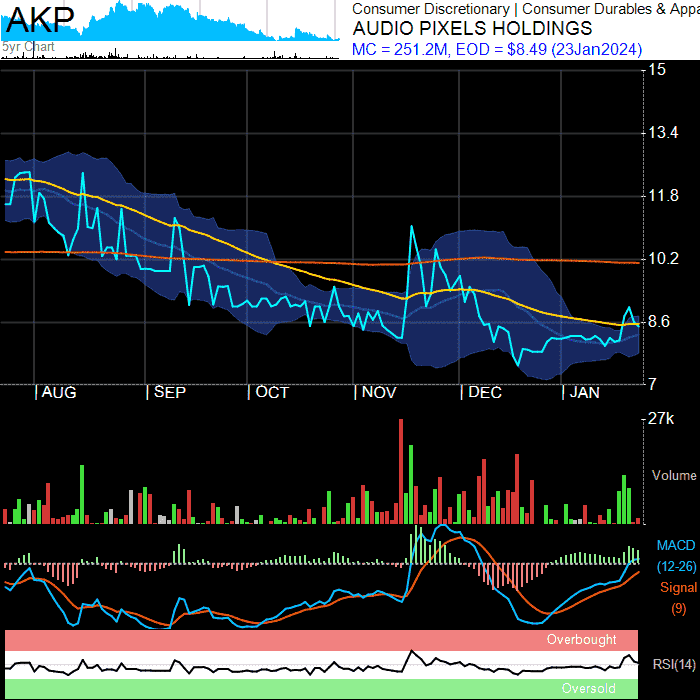 AKP
5yr Chart
Consumer Discretionary | Consumer Durables & Appa
AUDIO PIXELS HOLDINGS
MC = 251.2M, EOD = $8.49 (23Jan2024)
15
13.4
11.8
10.2
8.6
7
| AUG | SEP | OCT | NOV | DEC | JAN
27k
Volume
MACD
(12-26)
Signal
(9)
Overbought
RSI(14)
Oversold